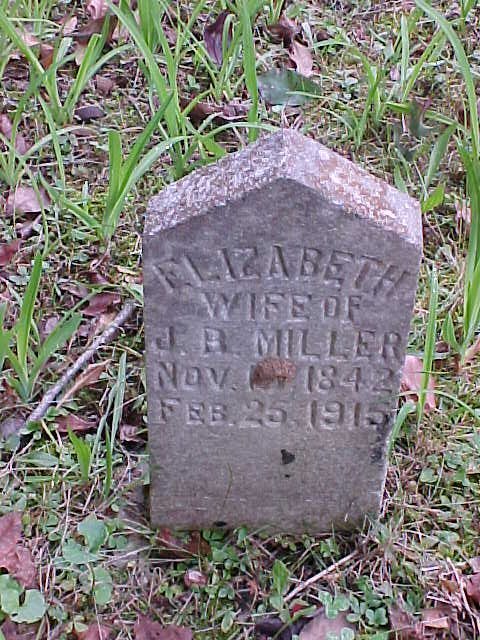 ELIZABETH
WIFE OF
J. B. MILLER
NOV. 1842
FEB. 25, 1915